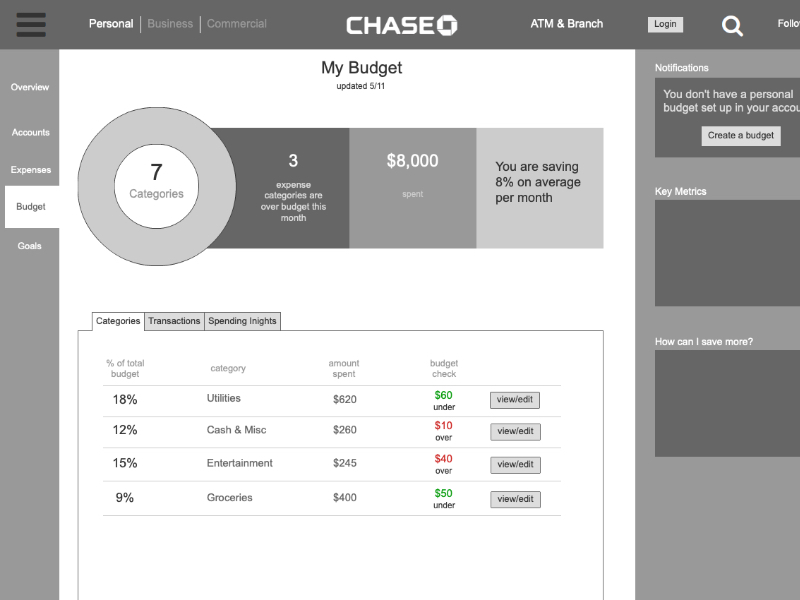 Personal
Business
Commercial
CHASE
ATM & Branch
Login
Follo
Overview
Accounts
Expenses
Budget
Goals
My Budget
updated 5/11
7
Categories
3
expense
categories are
over budget this
month
$8,000
spent
You are saving
8% on average
per month
Categories
Transactions
Spending Inights
% of total
budget
category
amount
spent
budget
check
18%
Utilities
$620
$60
under
view/edit
12%
Cash & Misc
$260
$10
over
view/edit
15%
Entertainment
$245
$40
over
view/edit
9%
Groceries
$400
$50
under
view/edit
Notifications
You don't have a personal
budget set up in your accou
Create a budget
Key Metrics
How can I save more?